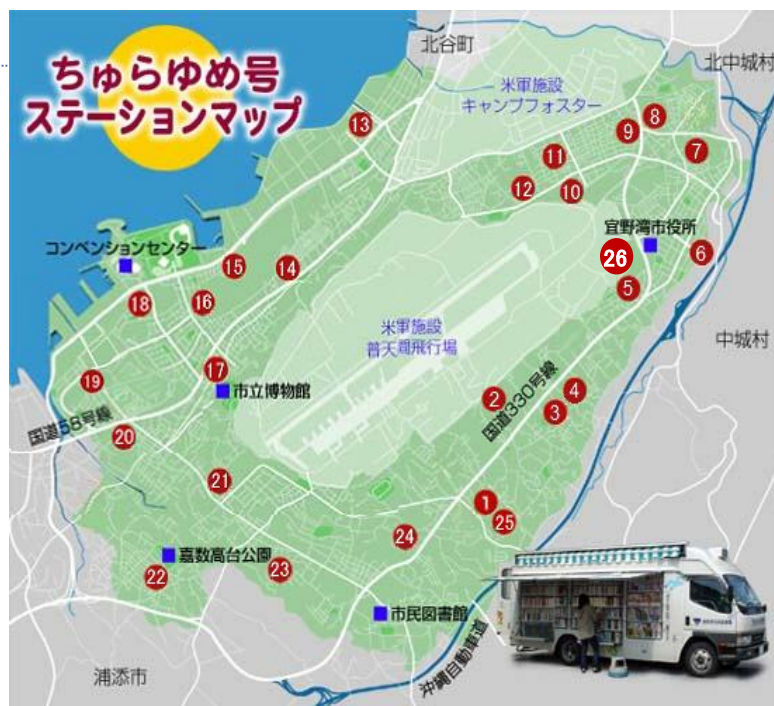 ちゅらゆめ号
ステーションマップ
北谷町
北中城村
米軍施設
キャンプフォスター
13
8
9
7
11
12
10
宜野湾市役所
コンベンションセンター
26
6
15
14
5
18
16
米軍施設
普天間飛行場
中城村
17
19
市立博物館
2
4
国道330号線
3
国道58号線
20
21
1
25
24
嘉数高台公園
22
23
市民図書館
沖縄自動車道
浦添市